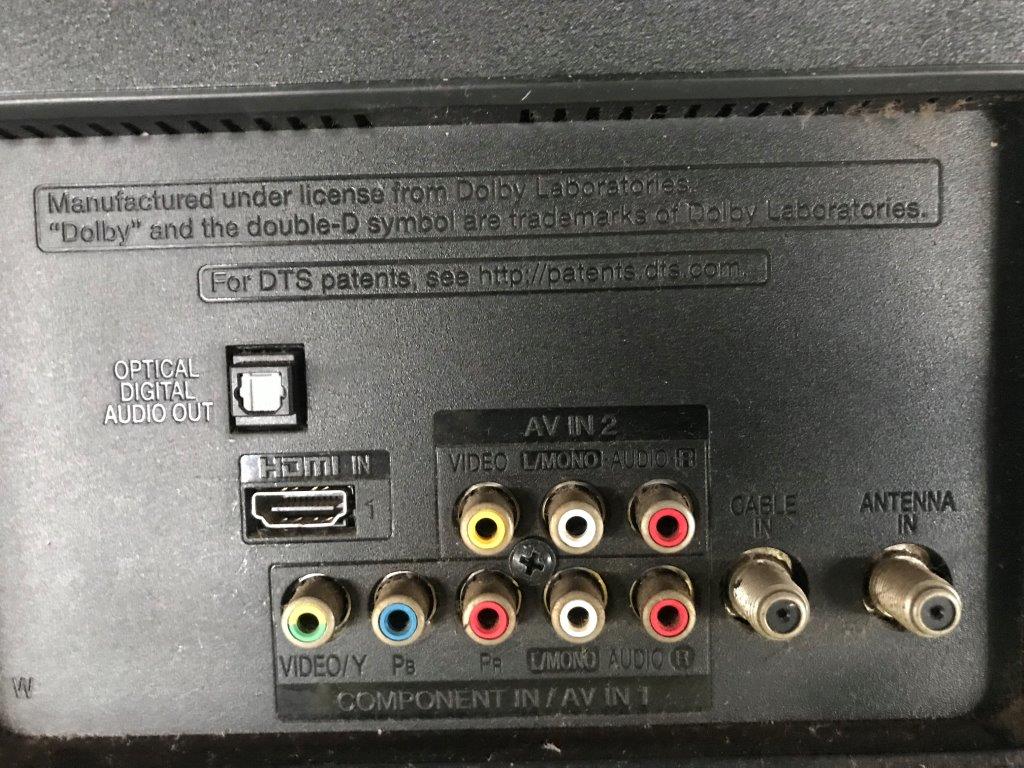 Manufactured under license from Dolby Laboratories.
“Dolby” and the double-D symbol are trademarks of Dolby Laboratories.
For DTS patents, see http://patents.dts.com.
OPTICAL
DIGITAL
AUDIO OUT
HDMI IN
1
AV IN 2
VIDEO L/MONO AUDIO R
CABLE
IN
ANTENNA
IN
VIDEO/Y PB PR L/MONO AUDIO R
COMPONENT IN / AV IN 1
W